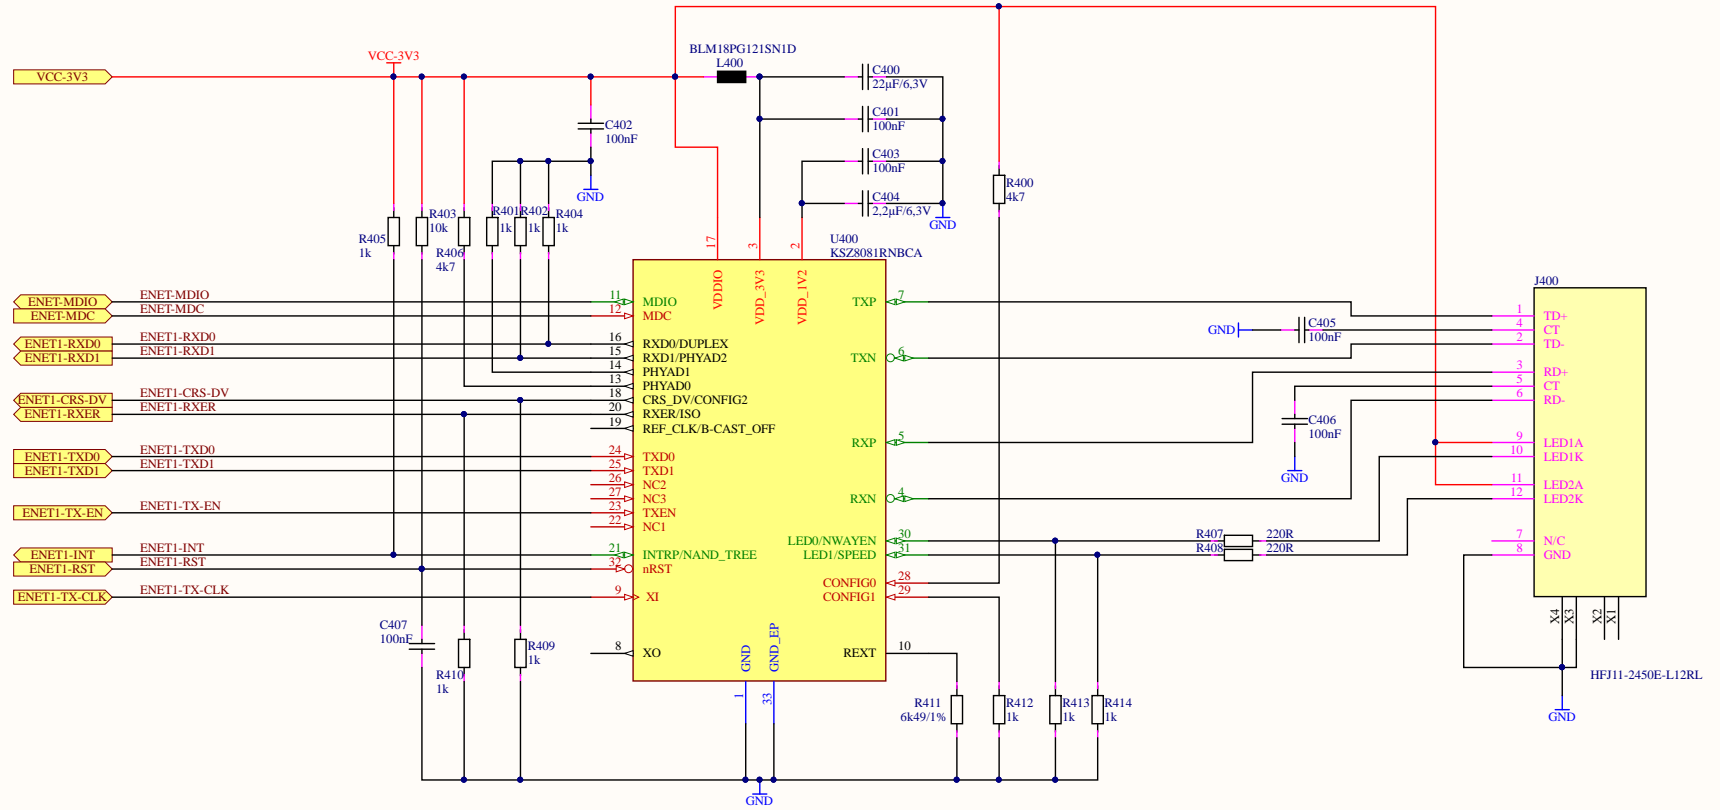 BLM18PG121SN1D
L400
VCC-3V3
VCC-3V3
C400
22µF/6,3V
C401
100nF
C402
100nF
C403
100nF
C404
2,2µF/6,3V
GND
GND
R400
4k7
R405
1k
R403
10k
R406
4k7
R401
1k
R402
1k
R404
1k
U400
KSZ8081RNBCA
17
3
2
VDDIO
VDD_3V3
VDD_1V2
ENET-MDIO
ENET-MDIO
11
MDIO
ENET-MDC
ENET-MDC
12
MDC
ENET1-RXD0
ENET1-RXD0
16
RXD0/DUPLEX
ENET1-RXD1
ENET1-RXD1
15
RXD1/PHYAD2
14
PHYAD1
13
PHYAD0
ENET1-CRS-DV
ENET1-CRS-DV
18
CRS_DV/CONFIG2
ENET1-RXER
ENET1-RXER
20
RXER/ISO
19
REF_CLK/B-CAST_OFF
ENET1-TXD0
ENET1-TXD0
24
TXD0
ENET1-TXD1
ENET1-TXD1
25
TXD1
26
NC2
27
NC3
ENET1-TX-EN
ENET1-TX-EN
23
TXEN
22
NC1
ENET1-INT
ENET1-INT
21
INTRP/NAND_TREE
ENET1-RST
ENET1-RST
32
nRST
ENET1-TX-CLK
ENET1-TX-CLK
9
XI
8
XO
TXP
7
TXN
6
RXP
5
RXN
4
LED0/NWAYEN
30
LED1/SPEED
31
CONFIG0
28
CONFIG1
29
REXT
10
GND
GND_EP
1
33
C407
100nF
R410
1k
R409
1k
R411
6k49/1%
R412
1k
R413
1k
R414
1k
GND
R407
220R
R408
220R
GND
C405
100nF
C406
100nF
GND
J400
1
TD+
4
CT
2
TD-
3
RD+
5
CT
6
RD-
9
LED1A
10
LED1K
11
LED2A
12
LED2K
7
N/C
8
GND
X4
X3
X2
X1
HFJ11-2450E-L12RL
GND